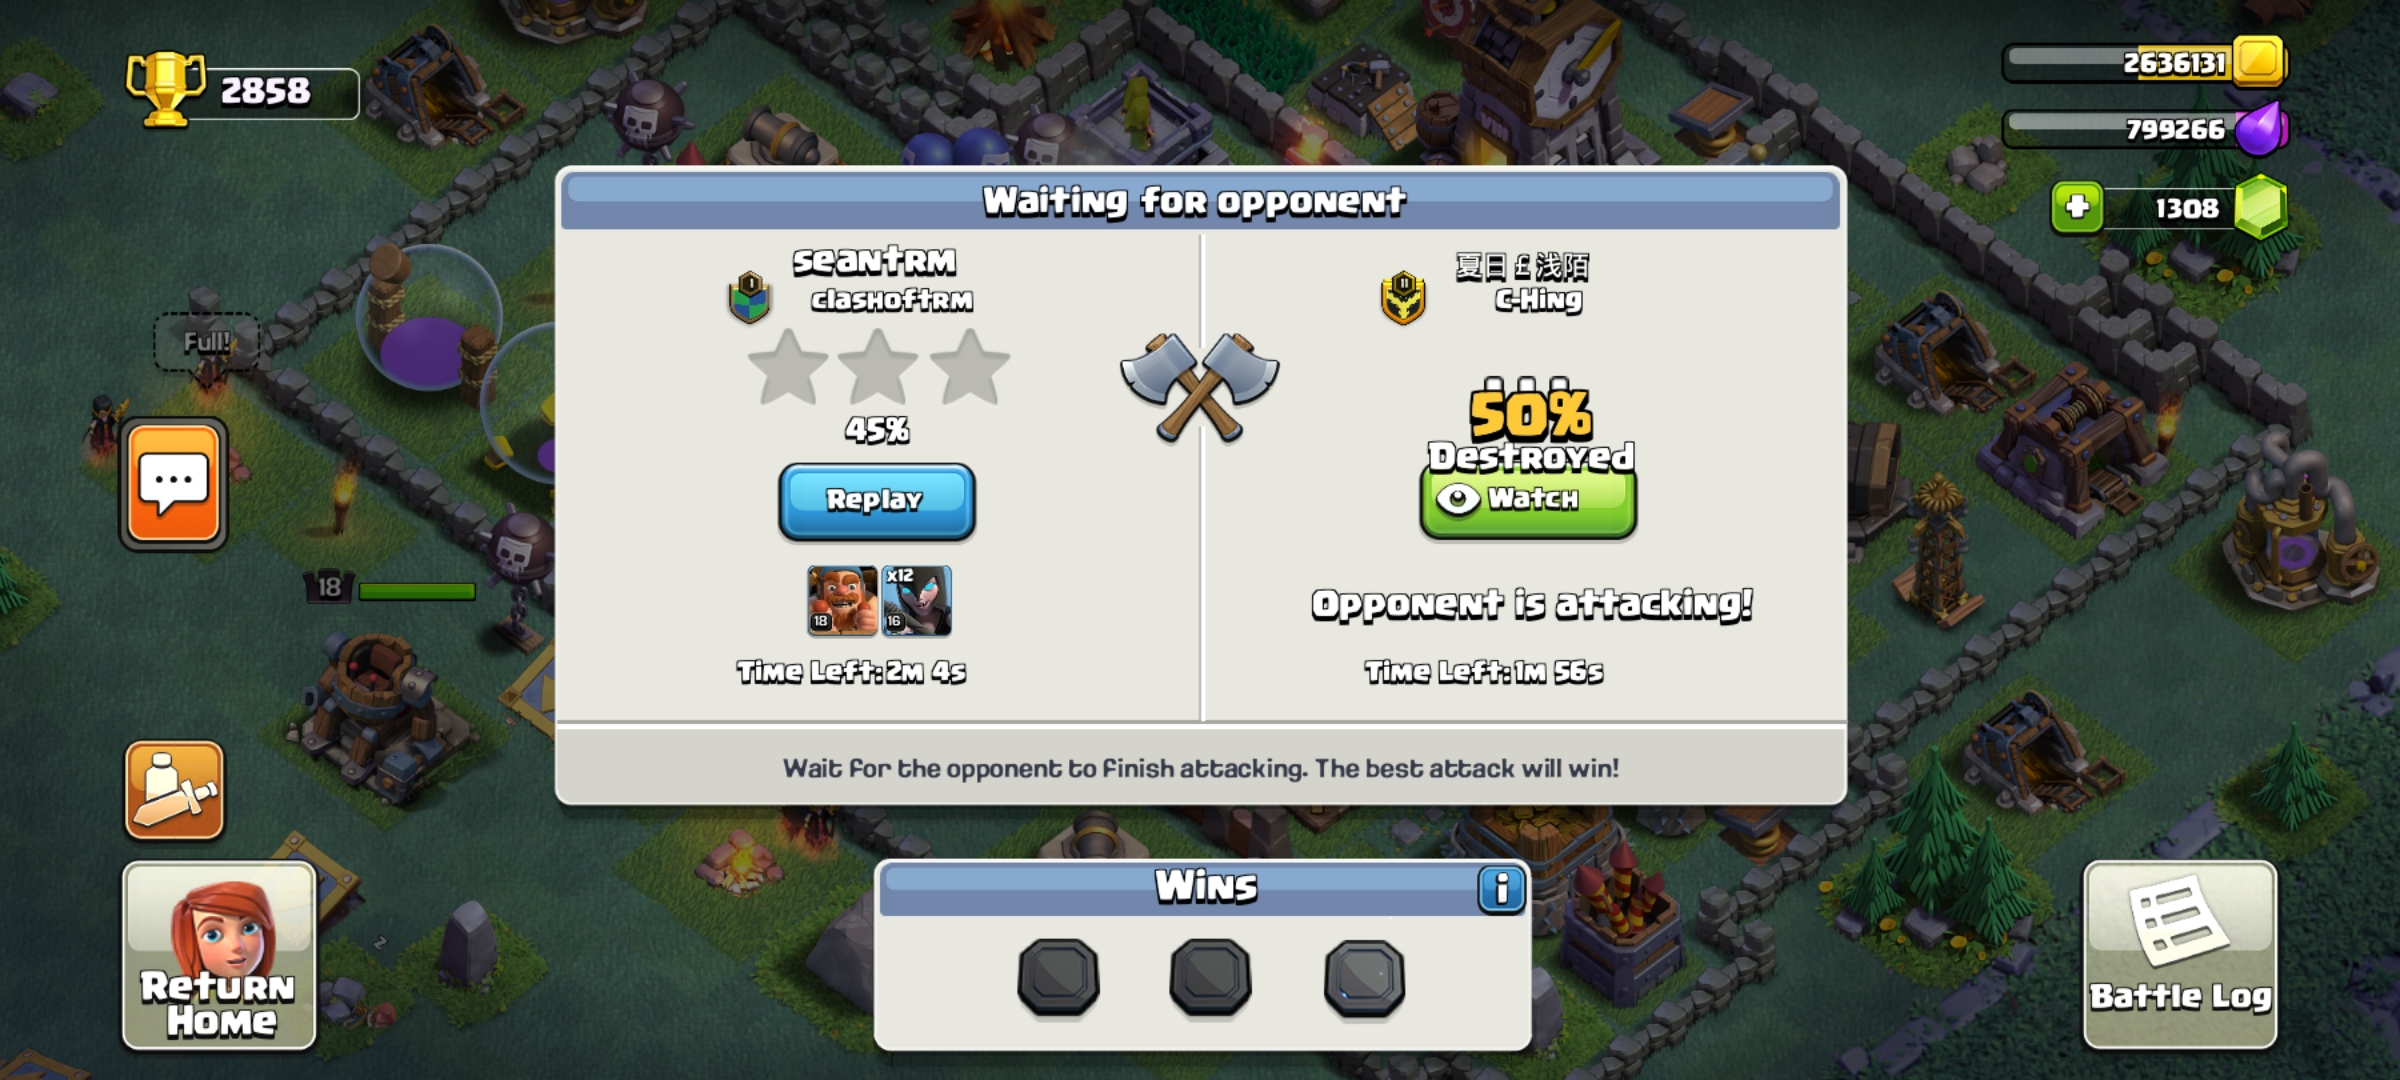 2858
2636131
799266
1308
Waiting for opponent
seantrm
clashoftrm
夏日£浅陌
C-Hing
Full!
45%
50%
Destroyed
Replay
Watch
18
x12
18
16
Opponent is attacking!
Time Left:2m 4s
Time Left:1m 56s
Wait for the opponent to finish attacking. The best attack will win!
Wins
i
Return
Home
Battle Log